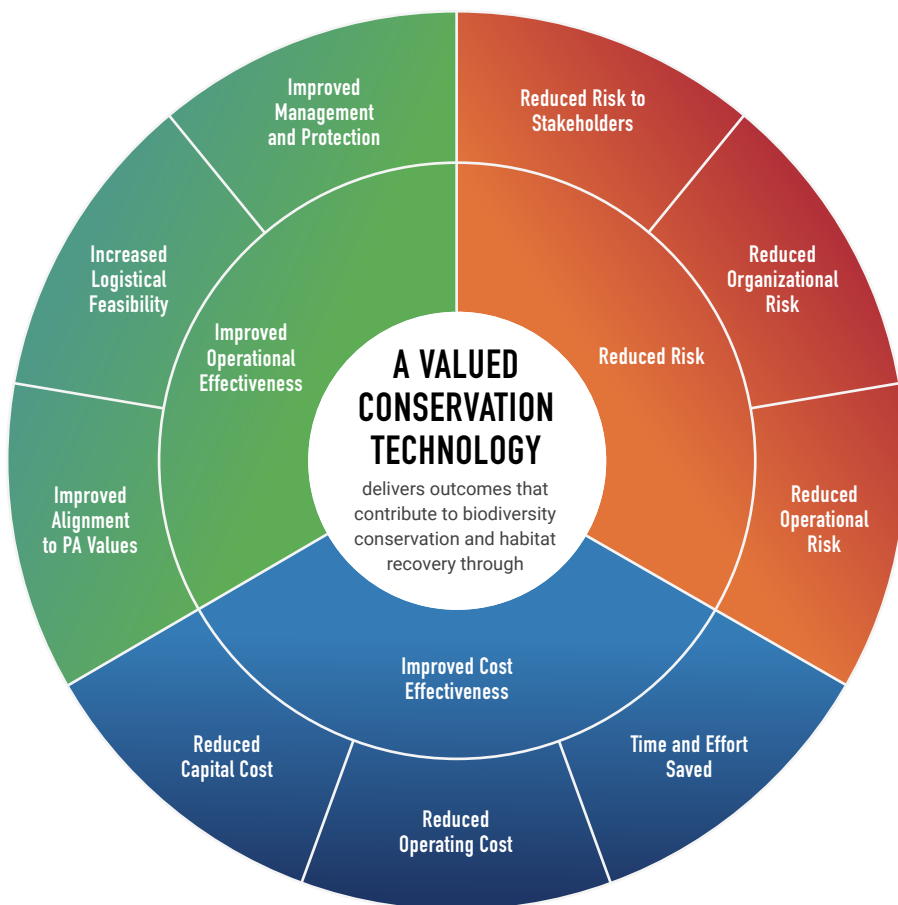 A VALUED
CONSERVATION
TECHNOLOGY
delivers outcomes that
contribute to biodiversity
conservation and habitat
recovery through
Improved
Operational
Effectiveness
Improved
Management
and Protection
Increased
Logistical
Feasibility
Improved
Alignment
to PA Values
Reduced Risk
Reduced Risk to
Stakeholders
Reduced
Organizational
Risk
Reduced
Operational
Risk
Improved Cost
Effectiveness
Time and Effort
Saved
Reduced
Operating Cost
Reduced
Capital Cost